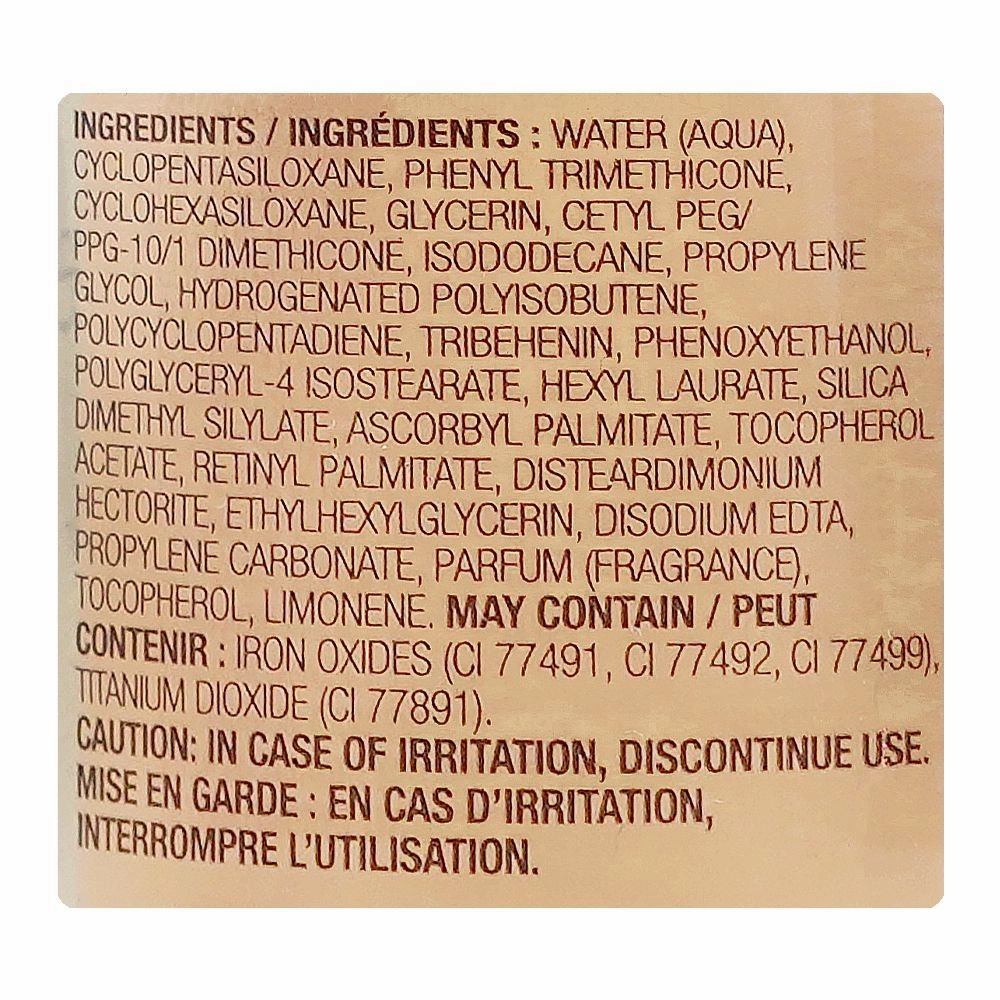 INGREDIENTS / INGRÉDIENTS : WATER (AQUA),
CYCLOPENTASILOXANE, PHENYL TRIMETHICONE,
CYCLOHEXASILOXANE, GLYCERIN, CETYL PEG/
PPG-10/1 DIMETHICONE, ISODODECANE, PROPYLENE
GLYCOL, HYDROGENATED POLYISOBUTENE,
POLYCYCLOPENTADIENE, TRIBEHENIN, PHENOXYETHANOL,
POLYGLYCERYL-4 ISOSTEARATE, HEXYL LAURATE, SILICA
DIMETHYL SILYLATE, ASCORBYL PALMITATE, TOCOPHEROL
ACETATE, RETINYL PALMITATE, DISTEARDIMONIUM
HECTORITE, ETHYLHEXYLGLYCERIN, DISODIUM EDTA,
PROPYLENE CARBONATE, PARFUM (FRAGRANCE),
TOCOPHEROL, LIMONENE. MAY CONTAIN / PEUT
CONTENIR : IRON OXIDES (CI 77491, CI 77492, CI 77499),
TITANIUM DIOXIDE (CI 77891).
CAUTION: IN CASE OF IRRITATION, DISCONTINUE USE.
MISE EN GARDE : EN CAS D'IRRITATION,
INTERROMPRE L'UTILISATION.